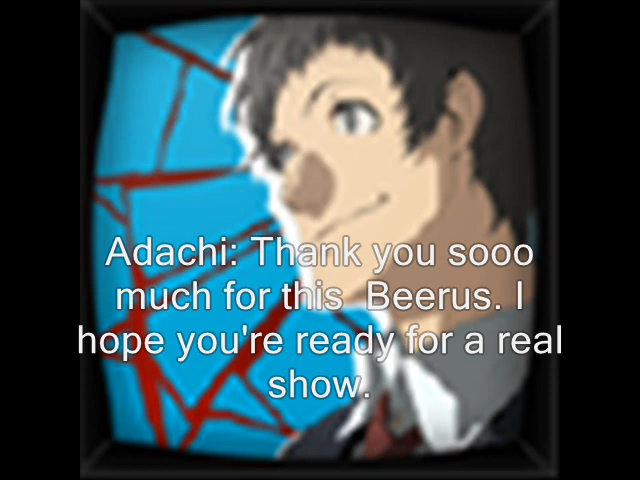 Adachi: Thank you sooo
much for this  Beerus. I
hope you're ready for a real
show.